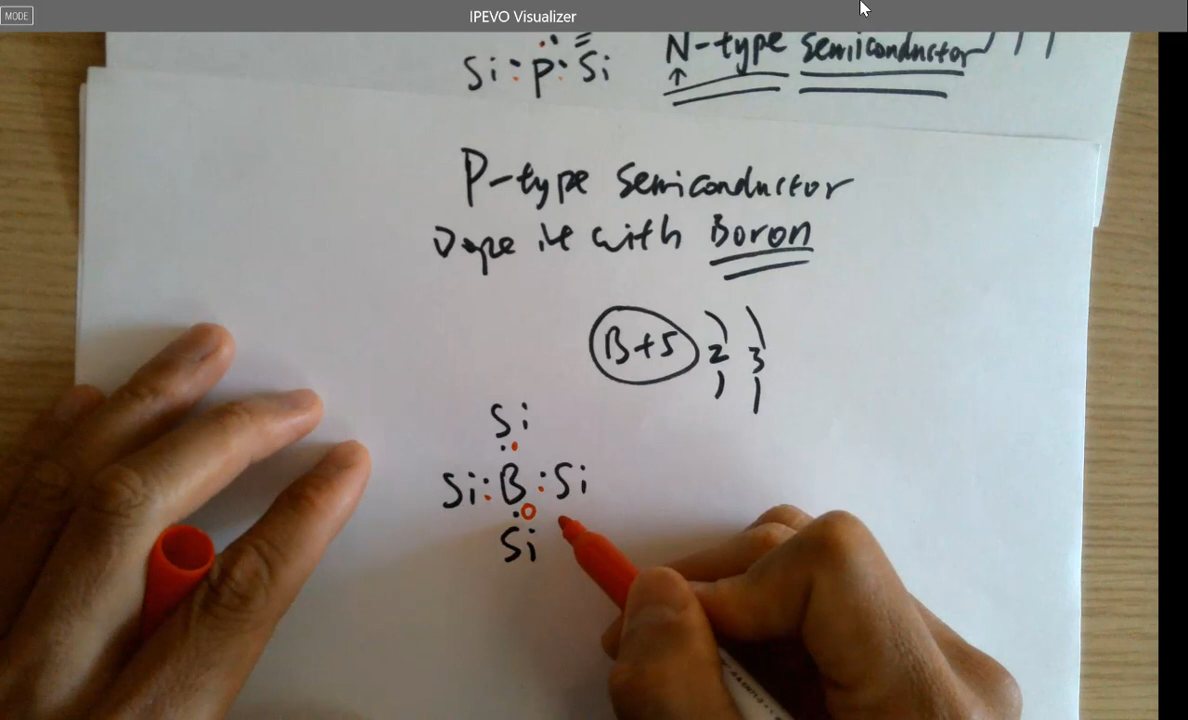 MODE
IPEVO Visualizer
Si : P : Si N-type Semiconductor
P-type Semiconductor
Dope it with Boron
B+5 2 3
Si
Si : B : Si
Si